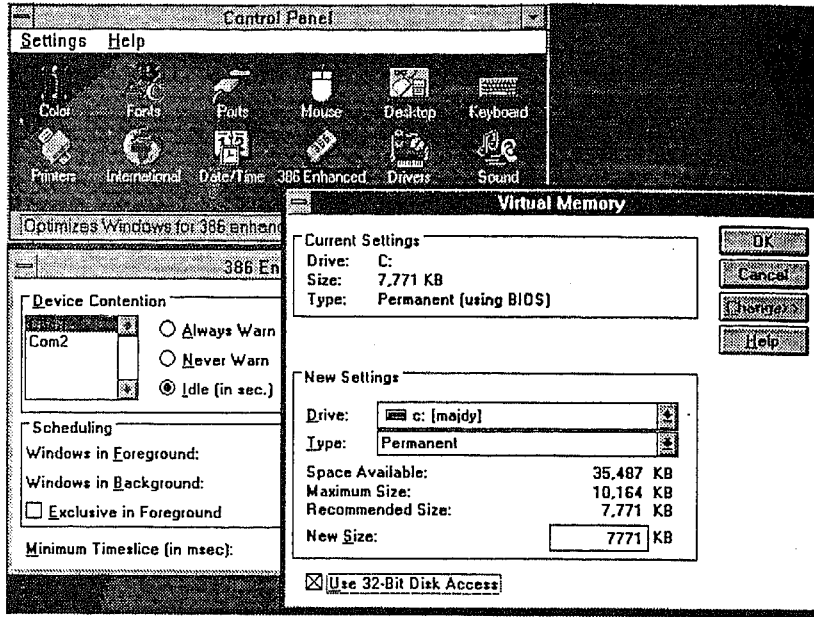 Control Panel
Settings Help
Color Fonts Ports Mouse Desktop Keyboard
Printers International Date/Time 386 Enhanced Drivers Sound
Optimizes Windows for 386 enhanc
386 En
Device Contention
Com2
Always Warn
Never Warn
Idle (in sec.)
Scheduling
Windows in Foreground:
Windows in Background:
Exclusive in Foreground
Minimum Timeslice (in msec):
Virtual Memory
Current Settings
Drive: C:
Size: 7,771 KB
Type: Permanent (using BIOS)
OK
Cancel
Change>>
Help
New Settings
Drive: c: [majdy]
Type: Permanent
Space Available: 35,487 KB
Maximum Size: 10,164 KB
Recommended Size: 7,771 KB
New Size: 7771 KB
Use 32-Bit Disk Access